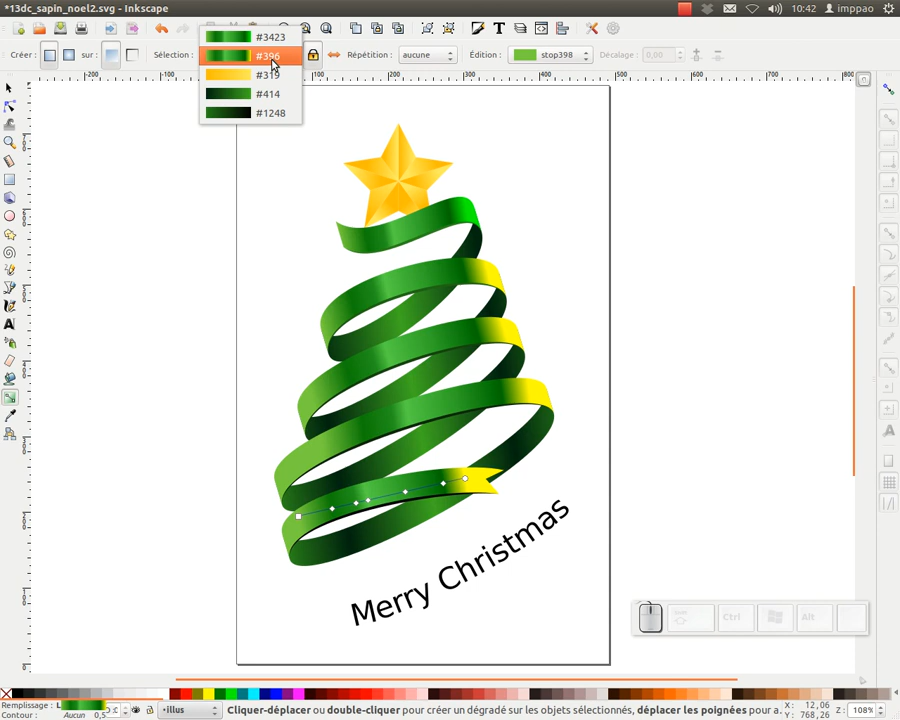 *13dc_sapin_noel2.svg - Inkscape
10:42 imppao
Créer : sur : Sélection : Répétition : aucune Édition : stop398 Décalage : 0,00
#3423
#396
#319
#414
#1248
Merry Christmas
Ctrl Alt
Remplissage : L
Contour : Aucun 0,5
•illus
Cliquer-déplacer ou double-cliquer pour créer un dégradé sur les objets sélectionnés, déplacer les poignées pour a.
X : 12,06
Y : 768,26
Z : 108%